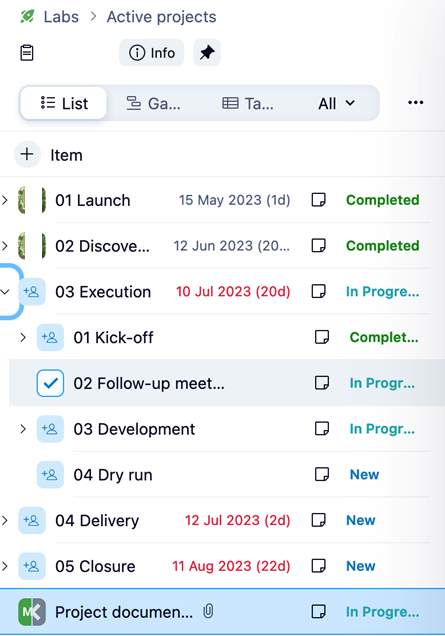 Labs > Active projects
Info
List Ga... Ta... All
+ Item
01 Launch 15 May 2023 (1d) Completed
02 Discove... 12 Jun 2023 (20... Completed
03 Execution 10 Jul 2023 (20d) In Progre...
01 Kick-off Complet...
02 Follow-up meet... In Progr...
03 Development In Progr...
04 Dry run New
04 Delivery 12 Jul 2023 (2d) New
05 Closure 11 Aug 2023 (22d) New
MK Project documen... In Progre...